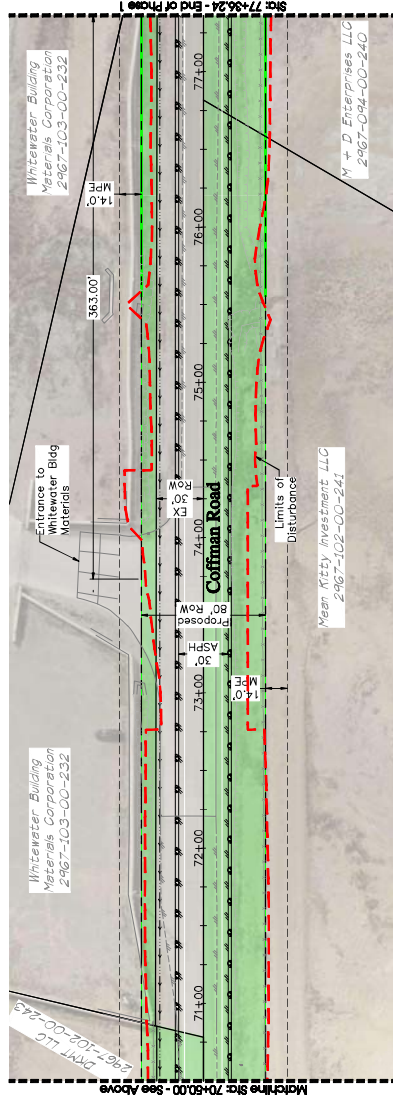 Sta: 77+36.24 - End of Phase 1
Whitewater Building
Materials Corporation
2967-103-00-232
M + D Enterprises LLC
2967-094-00-240
77+00
14.0'
MPE
76+00
363.00'
75+00
Entrance to
Whitewater Bldg
Materials
EX
30'
RoW
Coffman Road
74+00
Limits of
Disturbance
Mean Kitty Investment LLC
2967-102-00-241
Proposed
80' RoW
30'
ASPH
14.0'
MPE
73+00
Whitewater Building
Materials Corporation
2967-103-00-232
72+00
71+00
DKMT LLC
2967-102-00-243
Matchline Sta: 70+50.00 - See Above